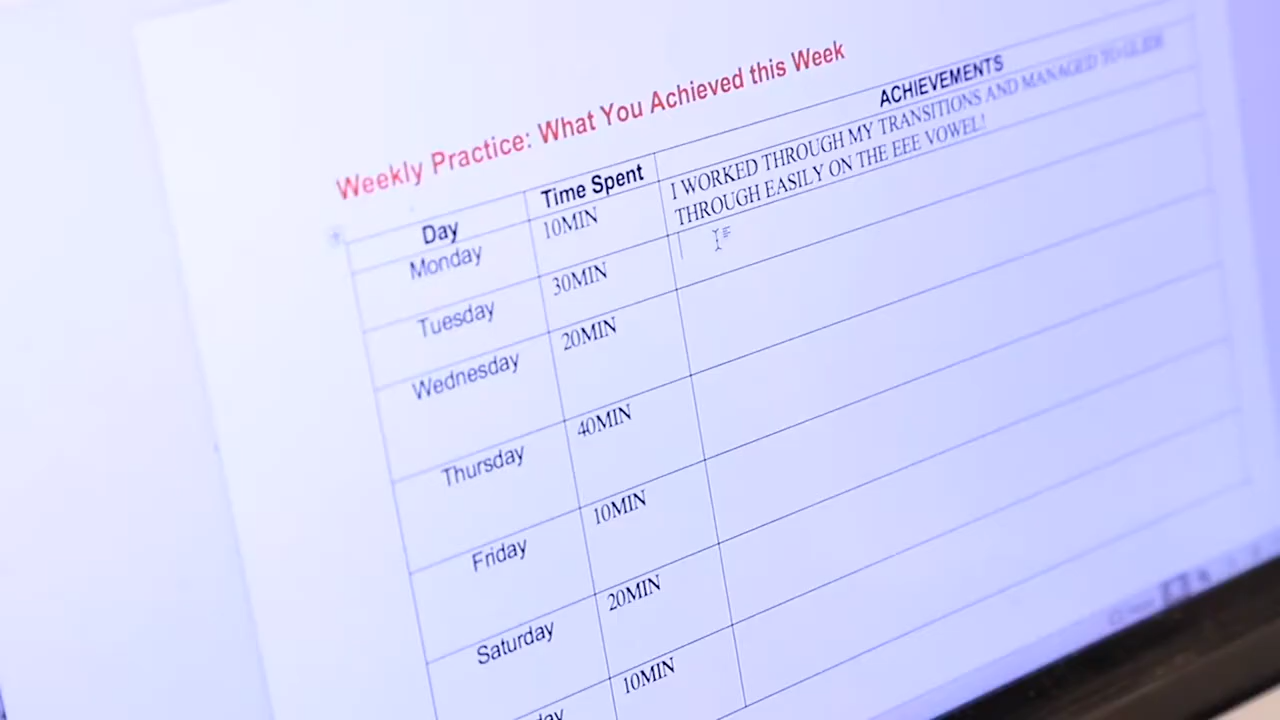 Weekly Practice: What You Achieved this Week
Day Time Spent ACHIEVEMENTS
Monday 10MIN I WORKED THROUGH MY TRANSITIONS AND MANAGED TO GLIDE
THROUGH EASILY ON THE EEE VOWEL!
Tuesday 30MIN
Wednesday 20MIN
Thursday 40MIN
Friday 10MIN
Saturday 20MIN
10MIN